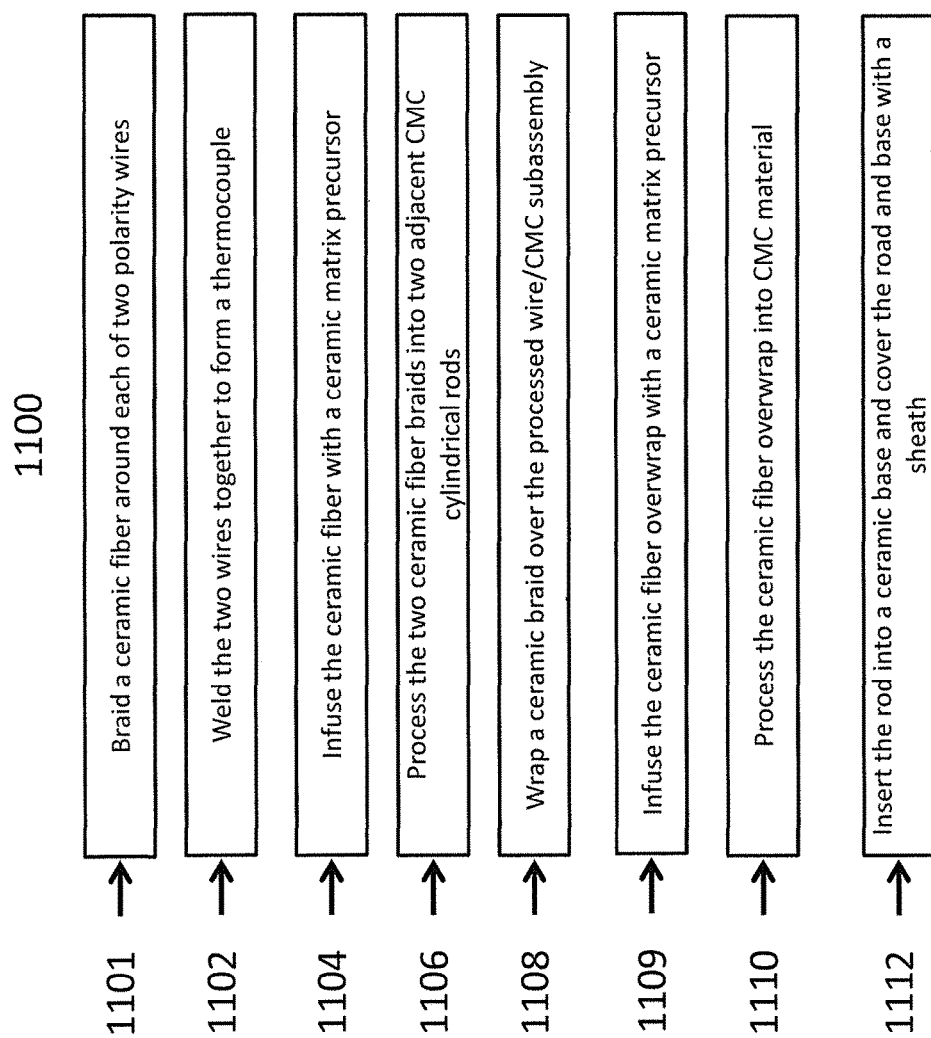 1100
1101
Braid a ceramic fiber around each of two polarity wires
1102
Weld the two wires together to form a thermocouple
1104
Infuse the ceramic fiber with a ceramic matrix precursor
1106
Process the two ceramic fiber braids into two adjacent CMC
cylindrical rods
1108
Wrap a ceramic braid over the processed wire/CMC subassembly
1109
Infuse the ceramic fiber overwrap with a ceramic matrix precursor
1110
Process the ceramic fiber overwrap into CMC material
1112
Insert the rod into a ceramic base and cover the road and base with a
sheath